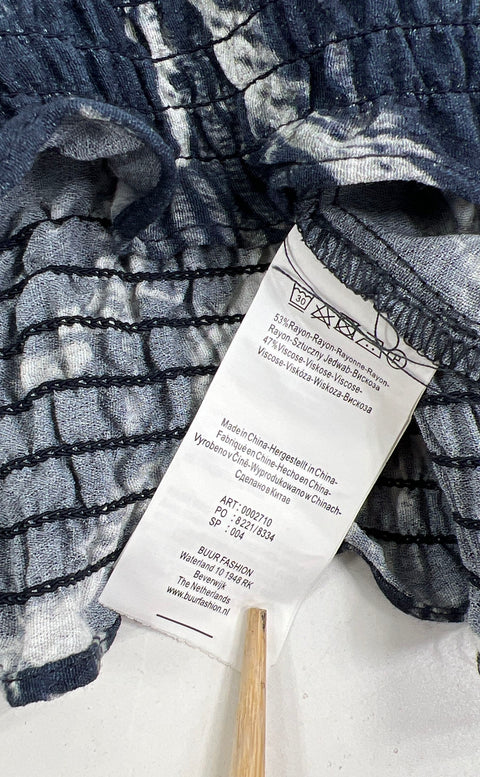 30
53%Rayon-Rayon-Rayonne-Rayon-
Rayon-Sztuczny Jedwab-Вискоза
47%Viscose-Viskose-Viscose-
Viscose-Viskóza-Wiskoza-Вискоза
Made in China-Hergestellt in China-
Fabriqué en Chine-Hecho en China-
Vyrobeno v Číně-Wyprodukowano w Chinach-
Сделано в Китае
ART: 0002710
PO : 8221/8334
SP : 004
BUUR FASHION
Waterland 10 1948 RK
Beverwijk
The Netherlands
www.buurfashion.nl